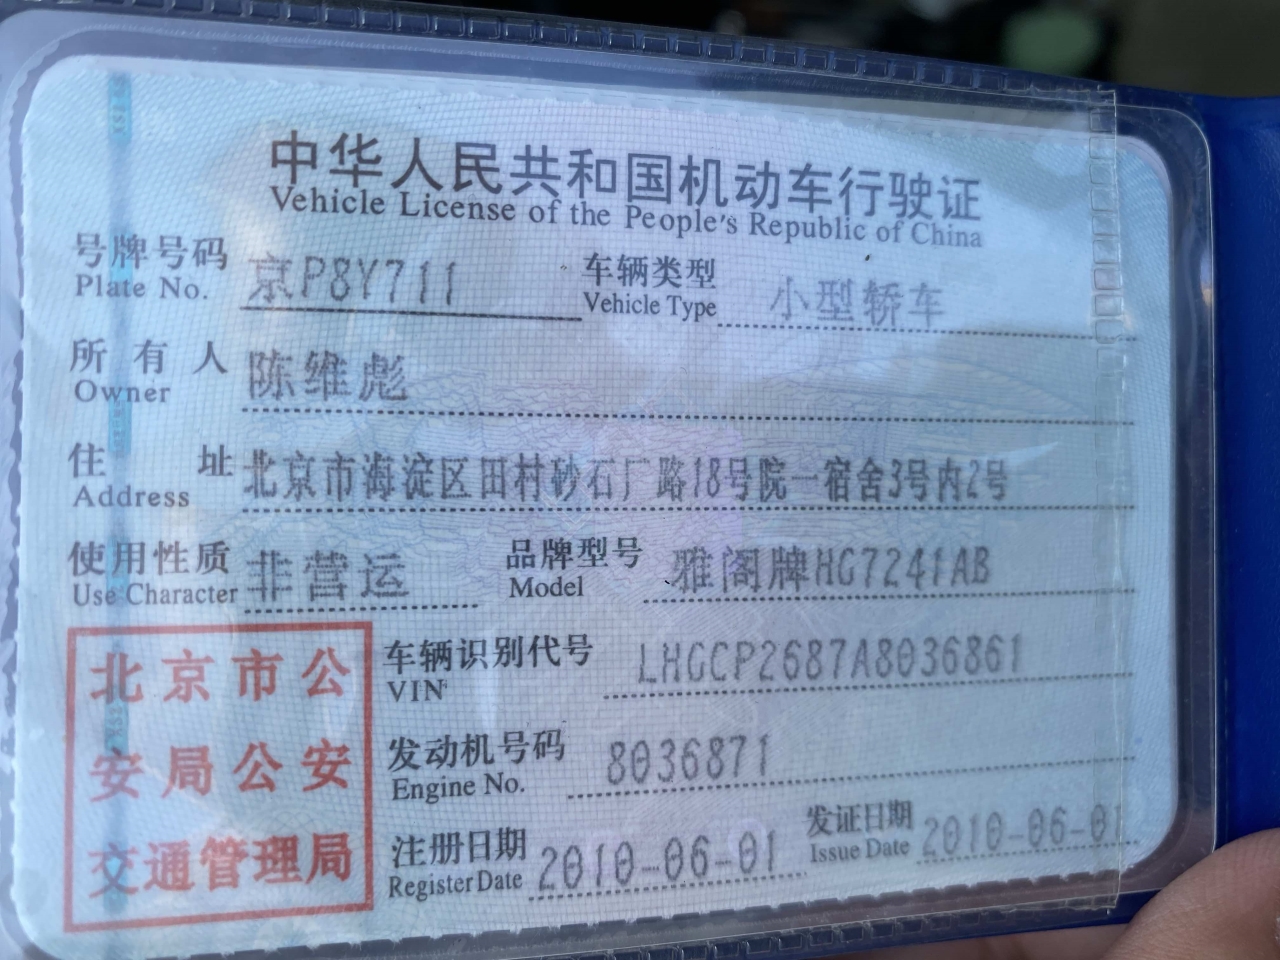 中华人民共和国机动车行驶证
Vehicle License of the People's Republic of China
号牌号码 京P8Y711 车辆类型 小型轿车
Plate No. Vehicle Type
所有人 陈维彪
Owner
住址 北京市海淀区田村砂石厂路18号院一宿舍3号内2号
Address
使用性质 非营运 品牌型号 雅阁牌HG7241AB
Use Character Model
北京市公
安局公安
交通管理局
车辆识别代号 LHGCP2687A8036861
VIN
发动机号码 8036871
Engine No.
注册日期 2010-06-01 发证日期 2010-06-01
Register Date Issue Date